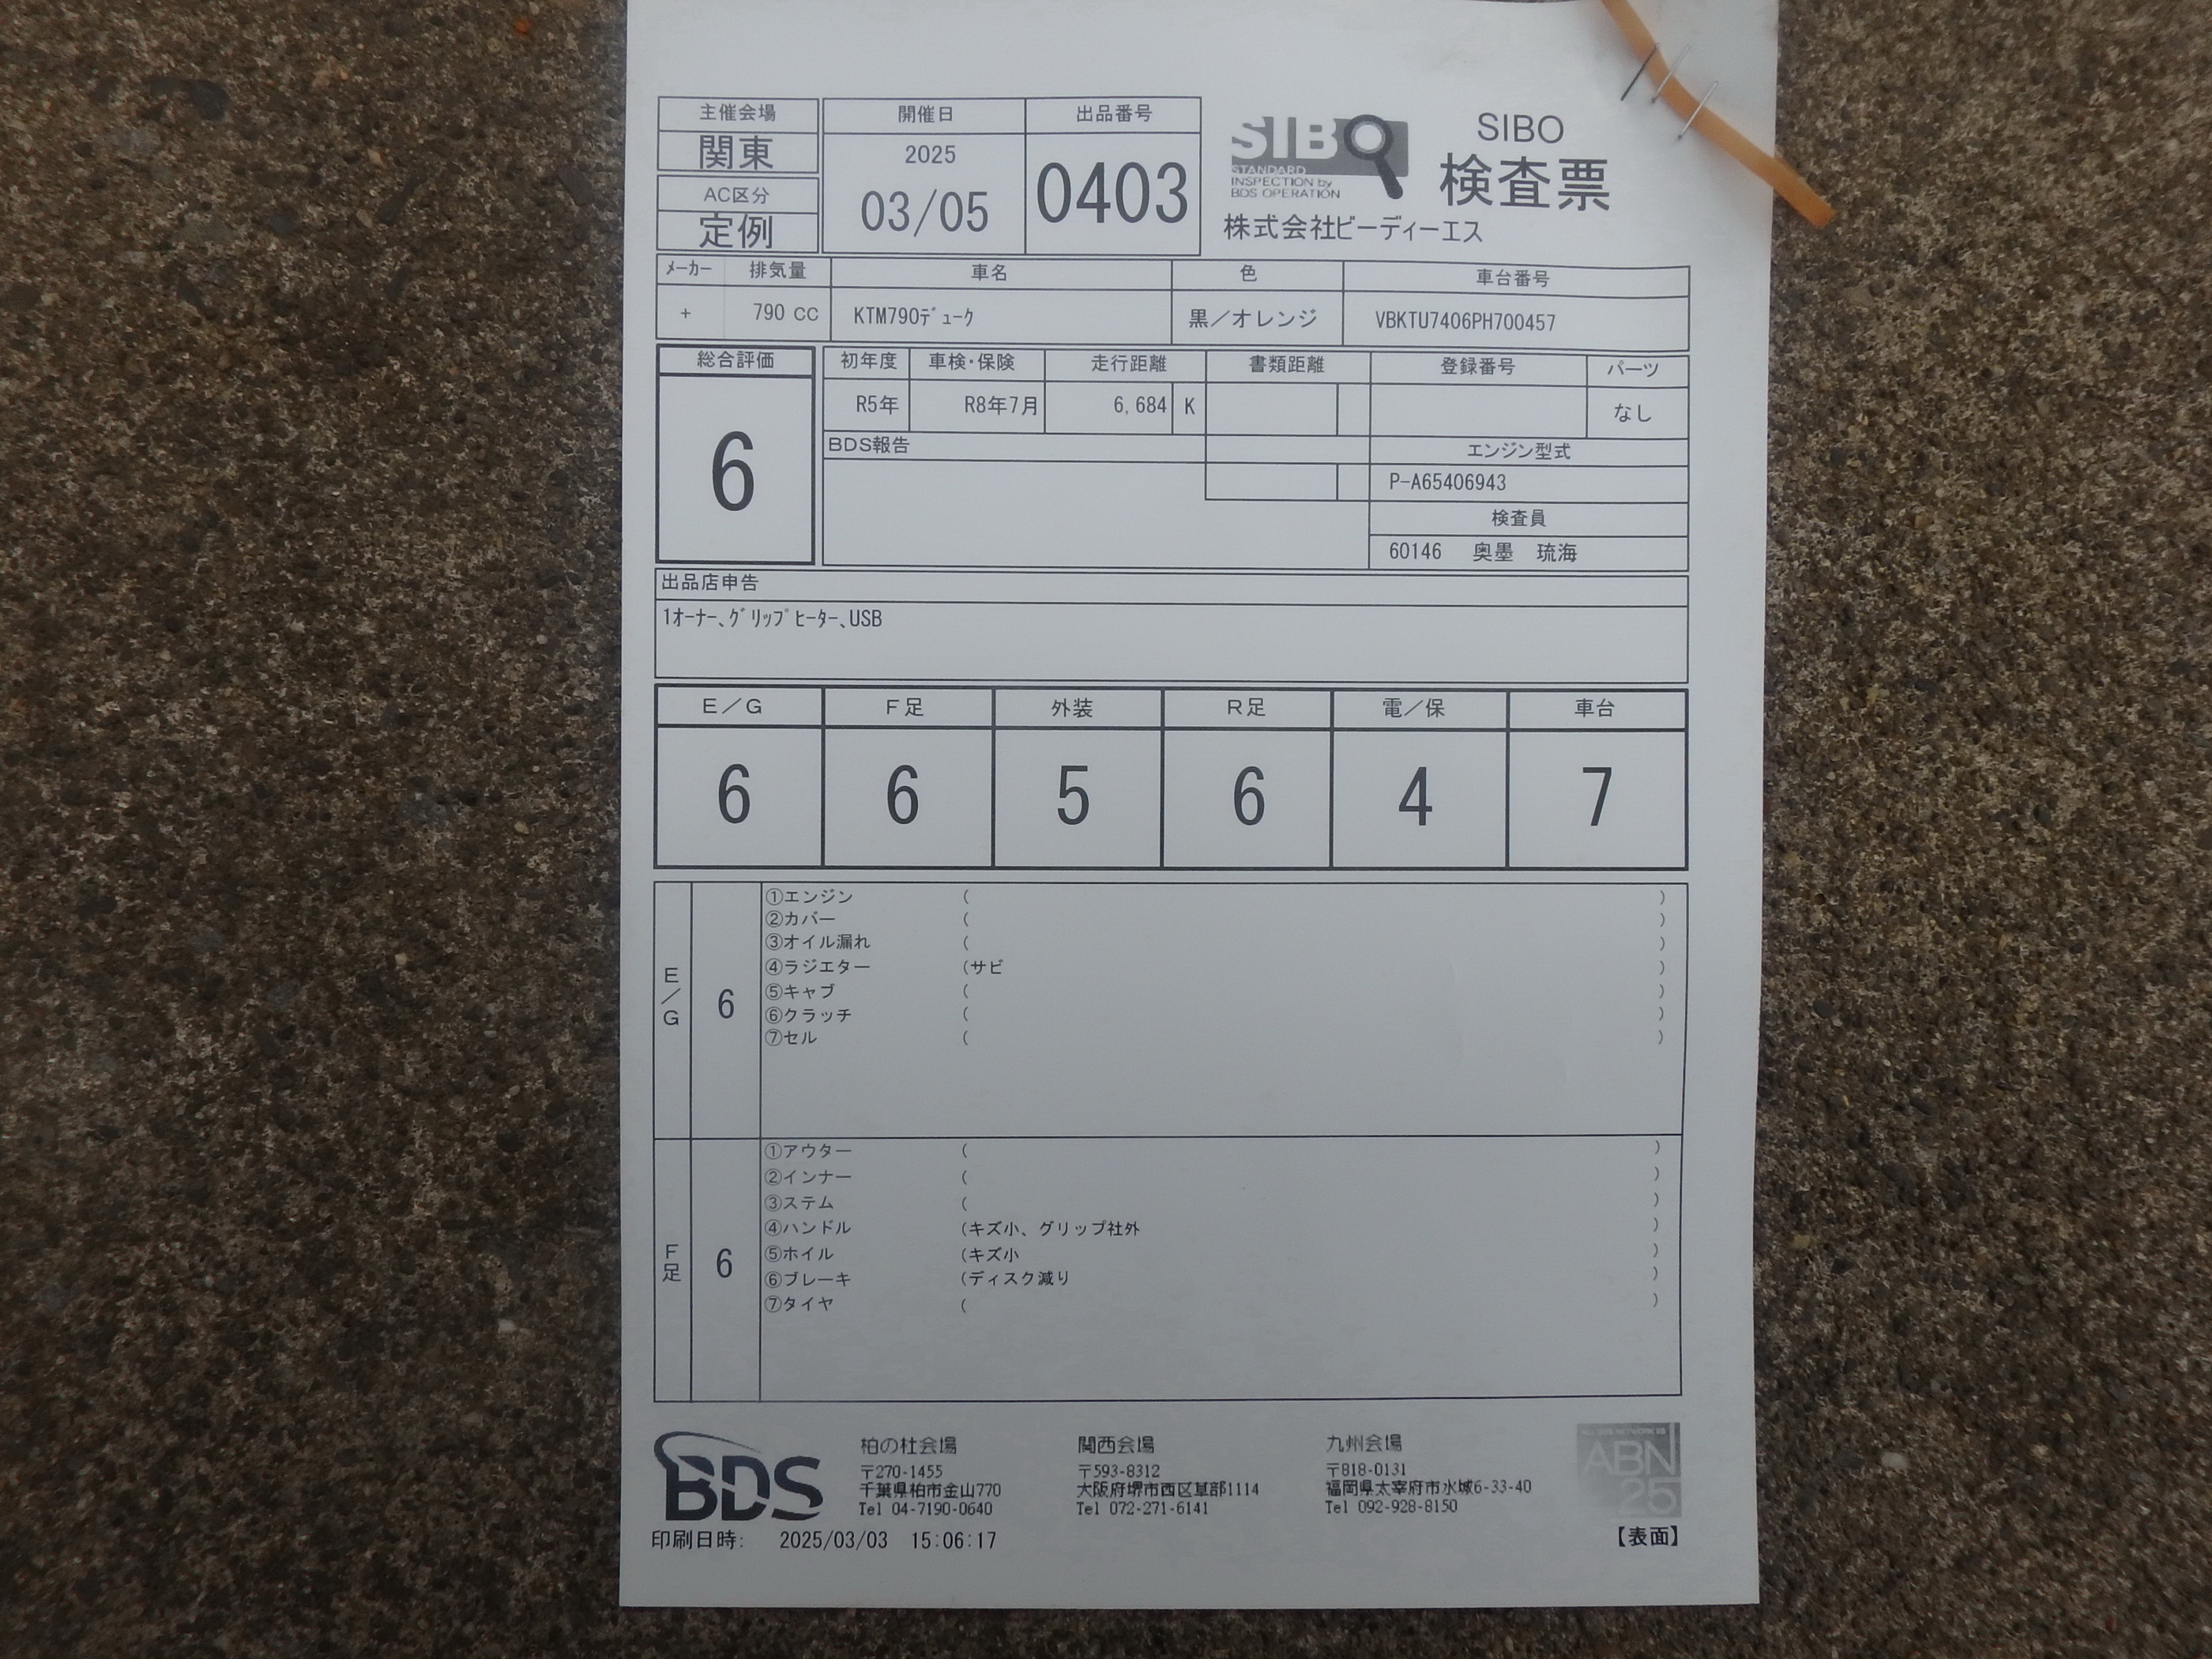 主催会場
関東
AC区分
定例
開催日
2025
03/05
出品番号
0403
SIBO
STANDARD
INSPECTION by
BDS OPERATION
SIBO
検査票
株式会社ビーディーエス
ﾒｰｶｰ 排気量 車名 色 車台番号
+ 790 CC KTM790ﾃﾞｭｰｸ 黒／オレンジ VBKTU7406PH700457
総合評価
6
初年度 車検・保険 走行距離 書類距離 登録番号 パーツ
R5年 R8年7月 6,684 K なし
BDS報告
エンジン型式
P-A65406943
検査員
60146 奥墨 琉海
出品店申告
1ｵｰﾅｰ､ｸﾞﾘｯﾌﾟﾋｰﾀｰ､USB
E／G F足 外装 R足 電／保 車台
6 6 5 6 4 7
E／G
6
①エンジン ( )
②カバー ( )
③オイル漏れ ( )
④ラジエター (サビ )
⑤キャブ ( )
⑥クラッチ ( )
⑦セル ( )
F足
6
①アウター ( )
②インナー ( )
③ステム ( )
④ハンドル (キズ小、グリップ社外 )
⑤ホイル (キズ小 )
⑥ブレーキ (ディスク減り )
⑦タイヤ ( )
BDS
柏の杜会場
〒270-1455
千葉県柏市金山770
Tel 04-7190-0640
関西会場
〒593-8312
大阪府堺市西区草部1114
Tel 072-271-6141
九州会場
〒818-0131
福岡県太宰府市水城6-33-40
Tel 092-928-8150
ABN
25
印刷日時: 2025/03/03 15:06:17
【表面】